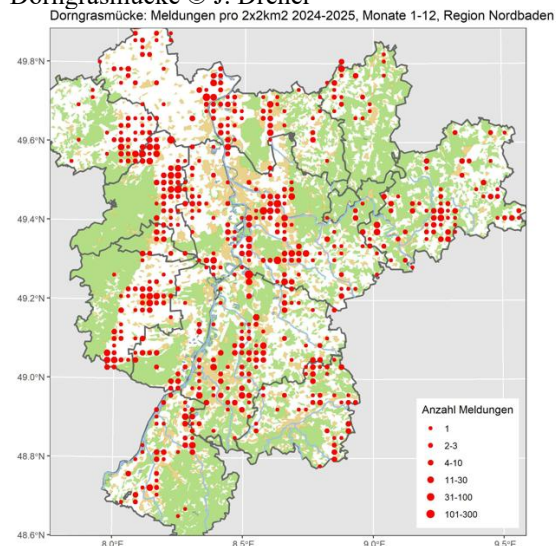 Dorngrasmücke © J. Dreher
Dorngrasmücke: Meldungen pro 2x2km2 2024-2025, Monate 1-12, Region Nordbaden
49.8°N
49.6°N
49.4°N
49.2°N
49.0°N
48.8°N
48.6°N
8.0°E
8.5°E
9.0°E
9.5°E
Anzahl Meldungen
1
2-3
4-10
11-30
31-100
101-300